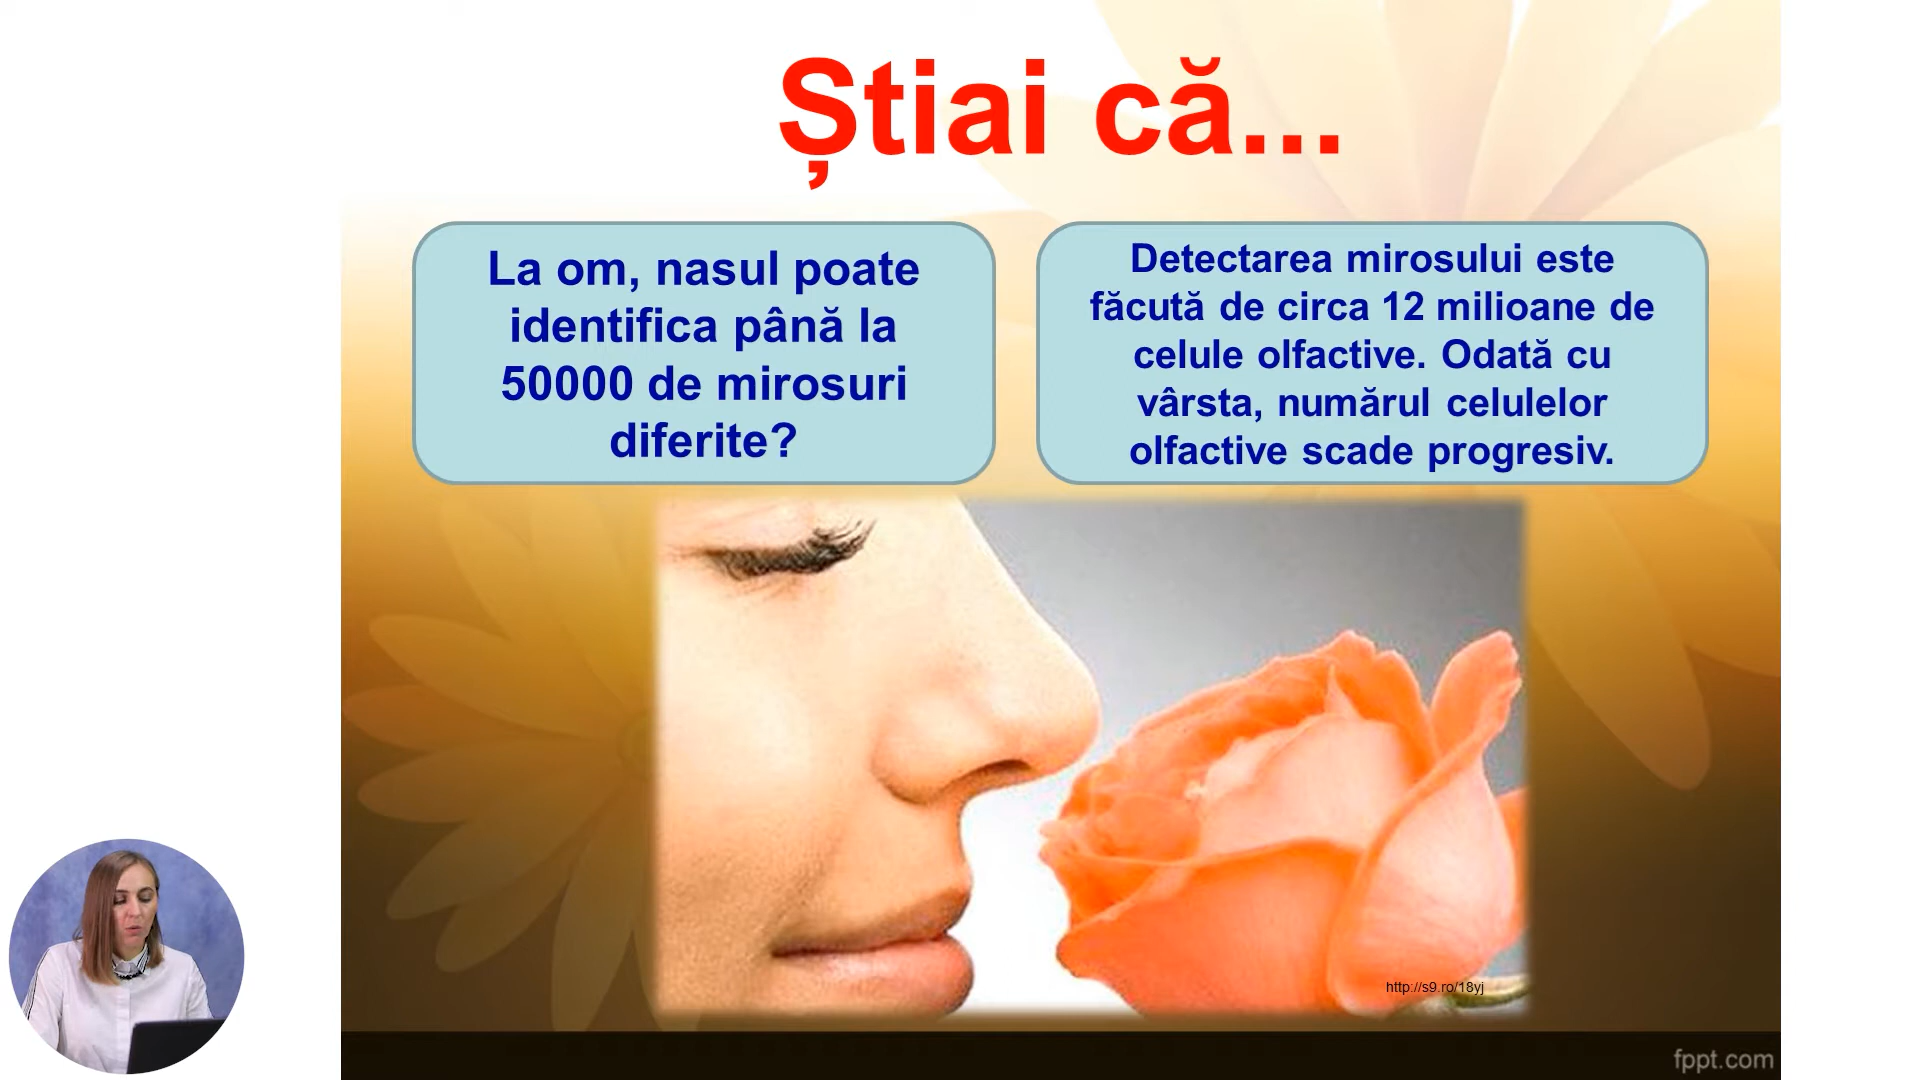 Știai că...
La om, nasul poate
identifica până la
50000 de mirosuri
diferite?
Detectarea mirosului este
făcută de circa 12 milioane de
celule olfactive. Odată cu
vârsta, numărul celulelor
olfactive scade progresiv.
http://s9.ro/18yj
fppt.com